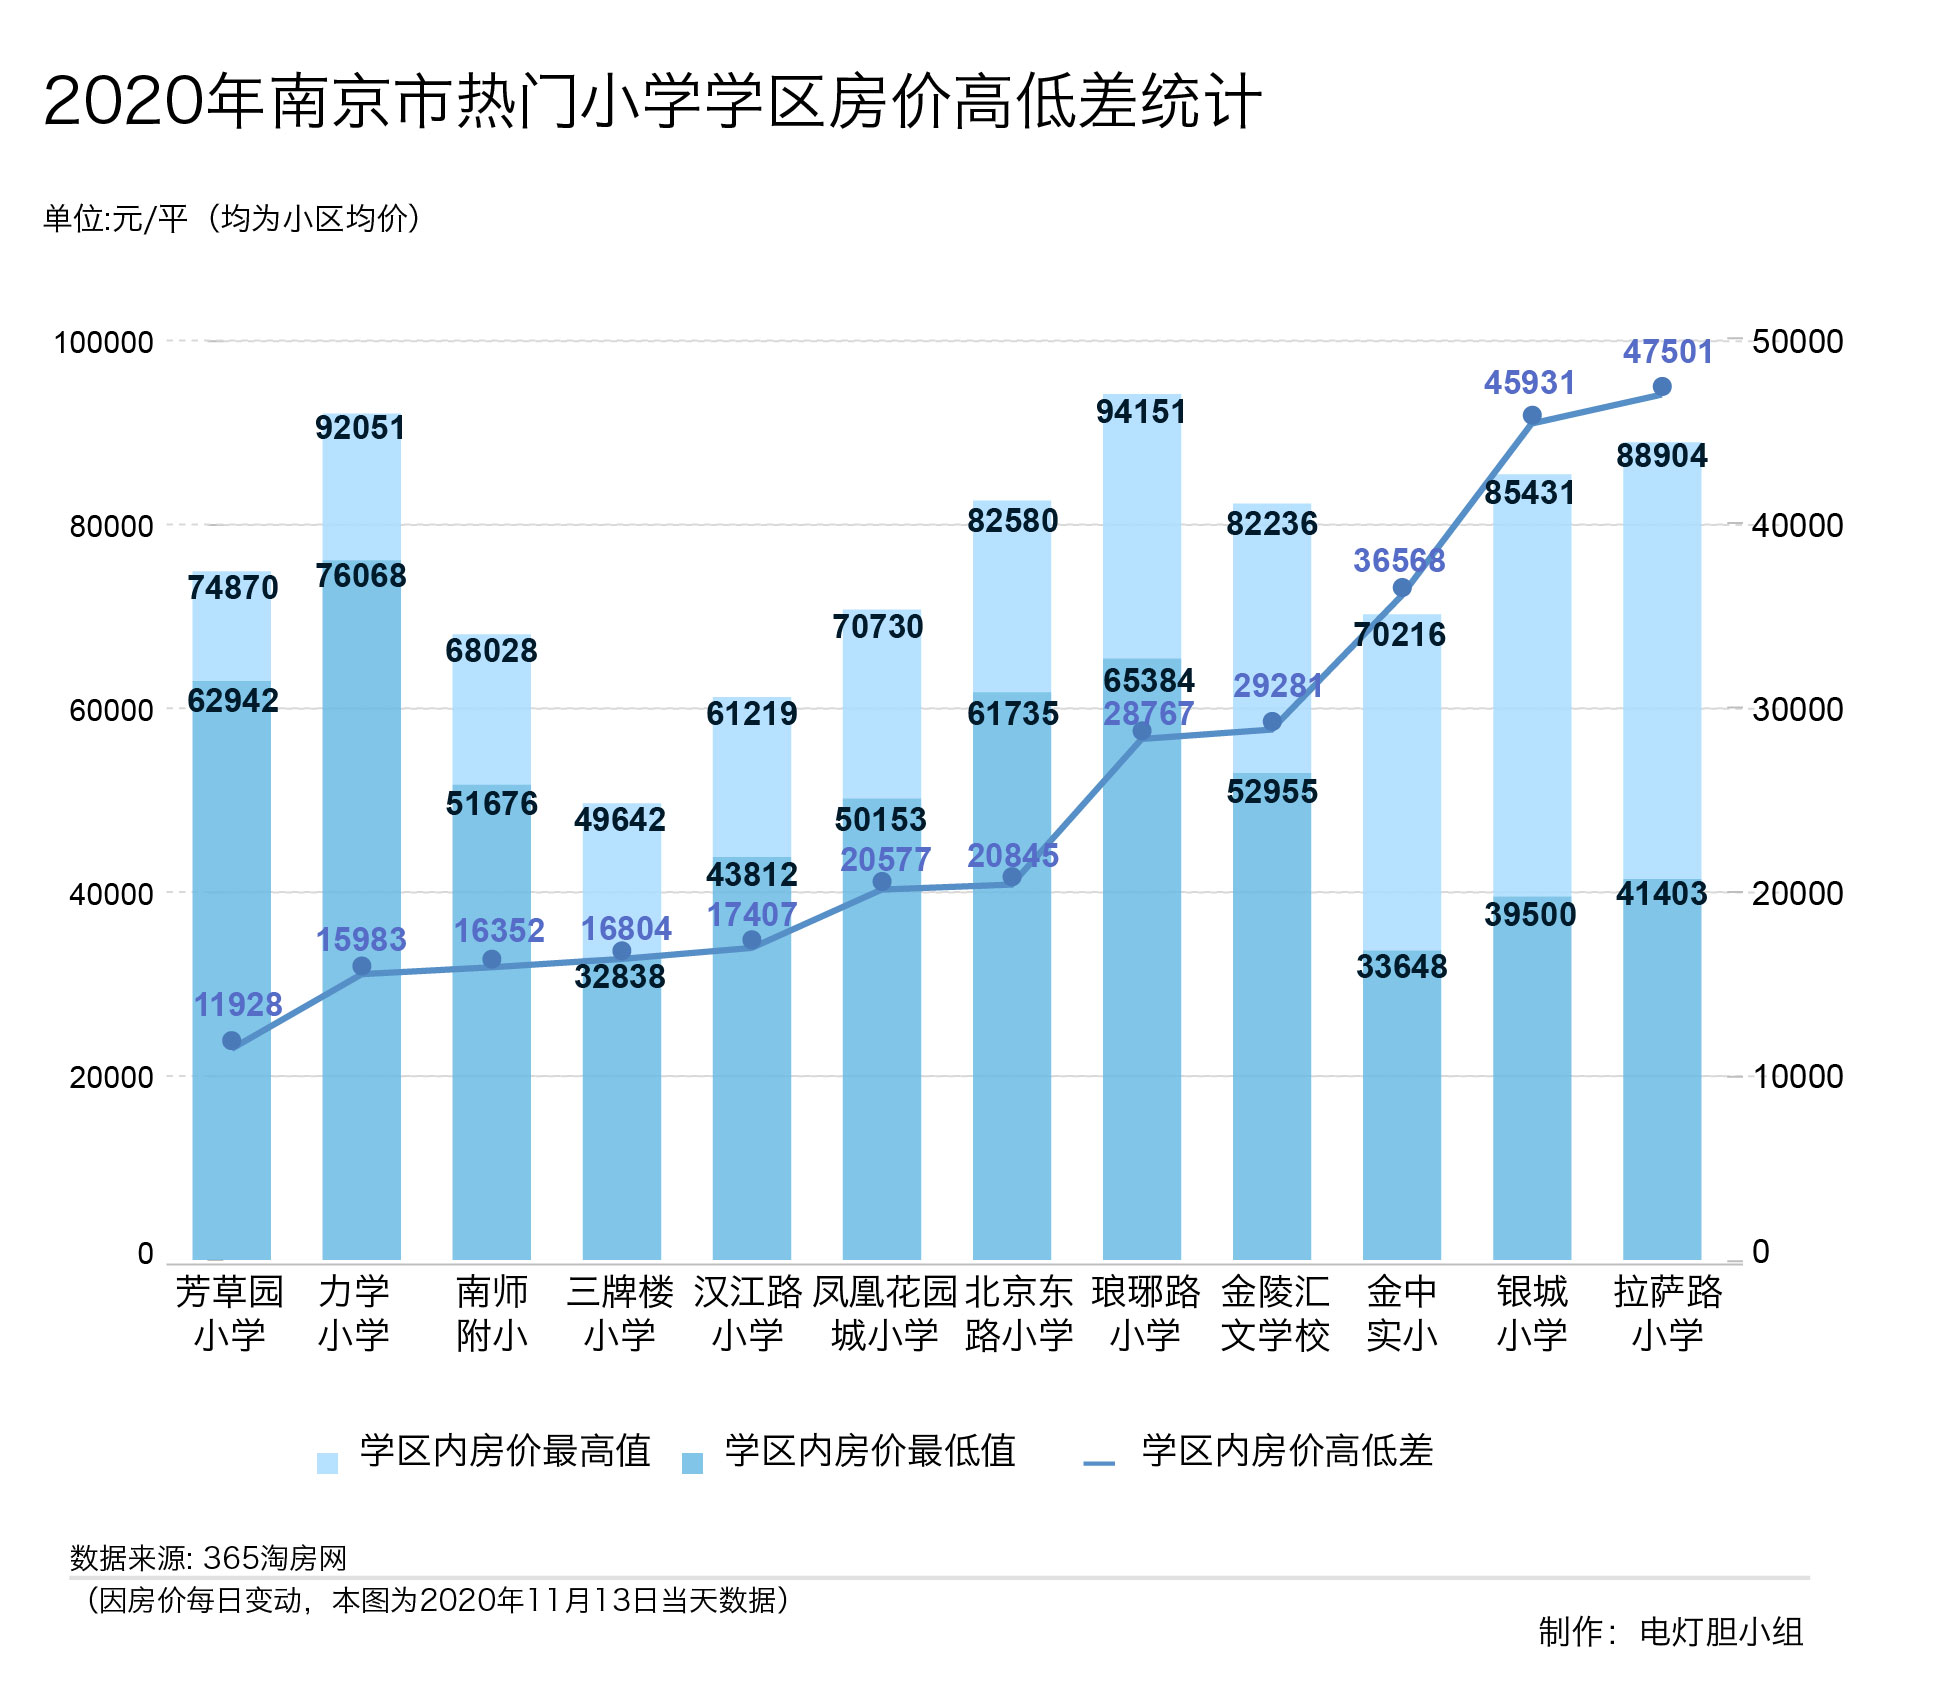 2020年南京市热门小学学区房价高低差统计
单位:元/平（均为小区均价）
100000
80000
60000
40000
20000
0
50000
40000
30000
20000
10000
0
74870
62942
11928
92051
76068
15983
68028
51676
16352
49642
16804
32838
61219
43812
17407
70730
50153
20577
82580
61735
20845
94151
65384
28767
82236
29281
52955
36568
70216
33648
45931
85431
39500
47501
88904
41403
芳草园
小学
力学
小学
南师
附小
三牌楼
小学
汉江路
小学
凤凰花园
城小学
北京东
路小学
琅琊路
小学
金陵汇
文学校
金中
实小
银城
小学
拉萨路
小学
学区内房价最高值
学区内房价最低值
学区内房价高低差
数据来源: 365淘房网
（因房价每日变动，本图为2020年11月13日当天数据）
制作：电灯胆小组